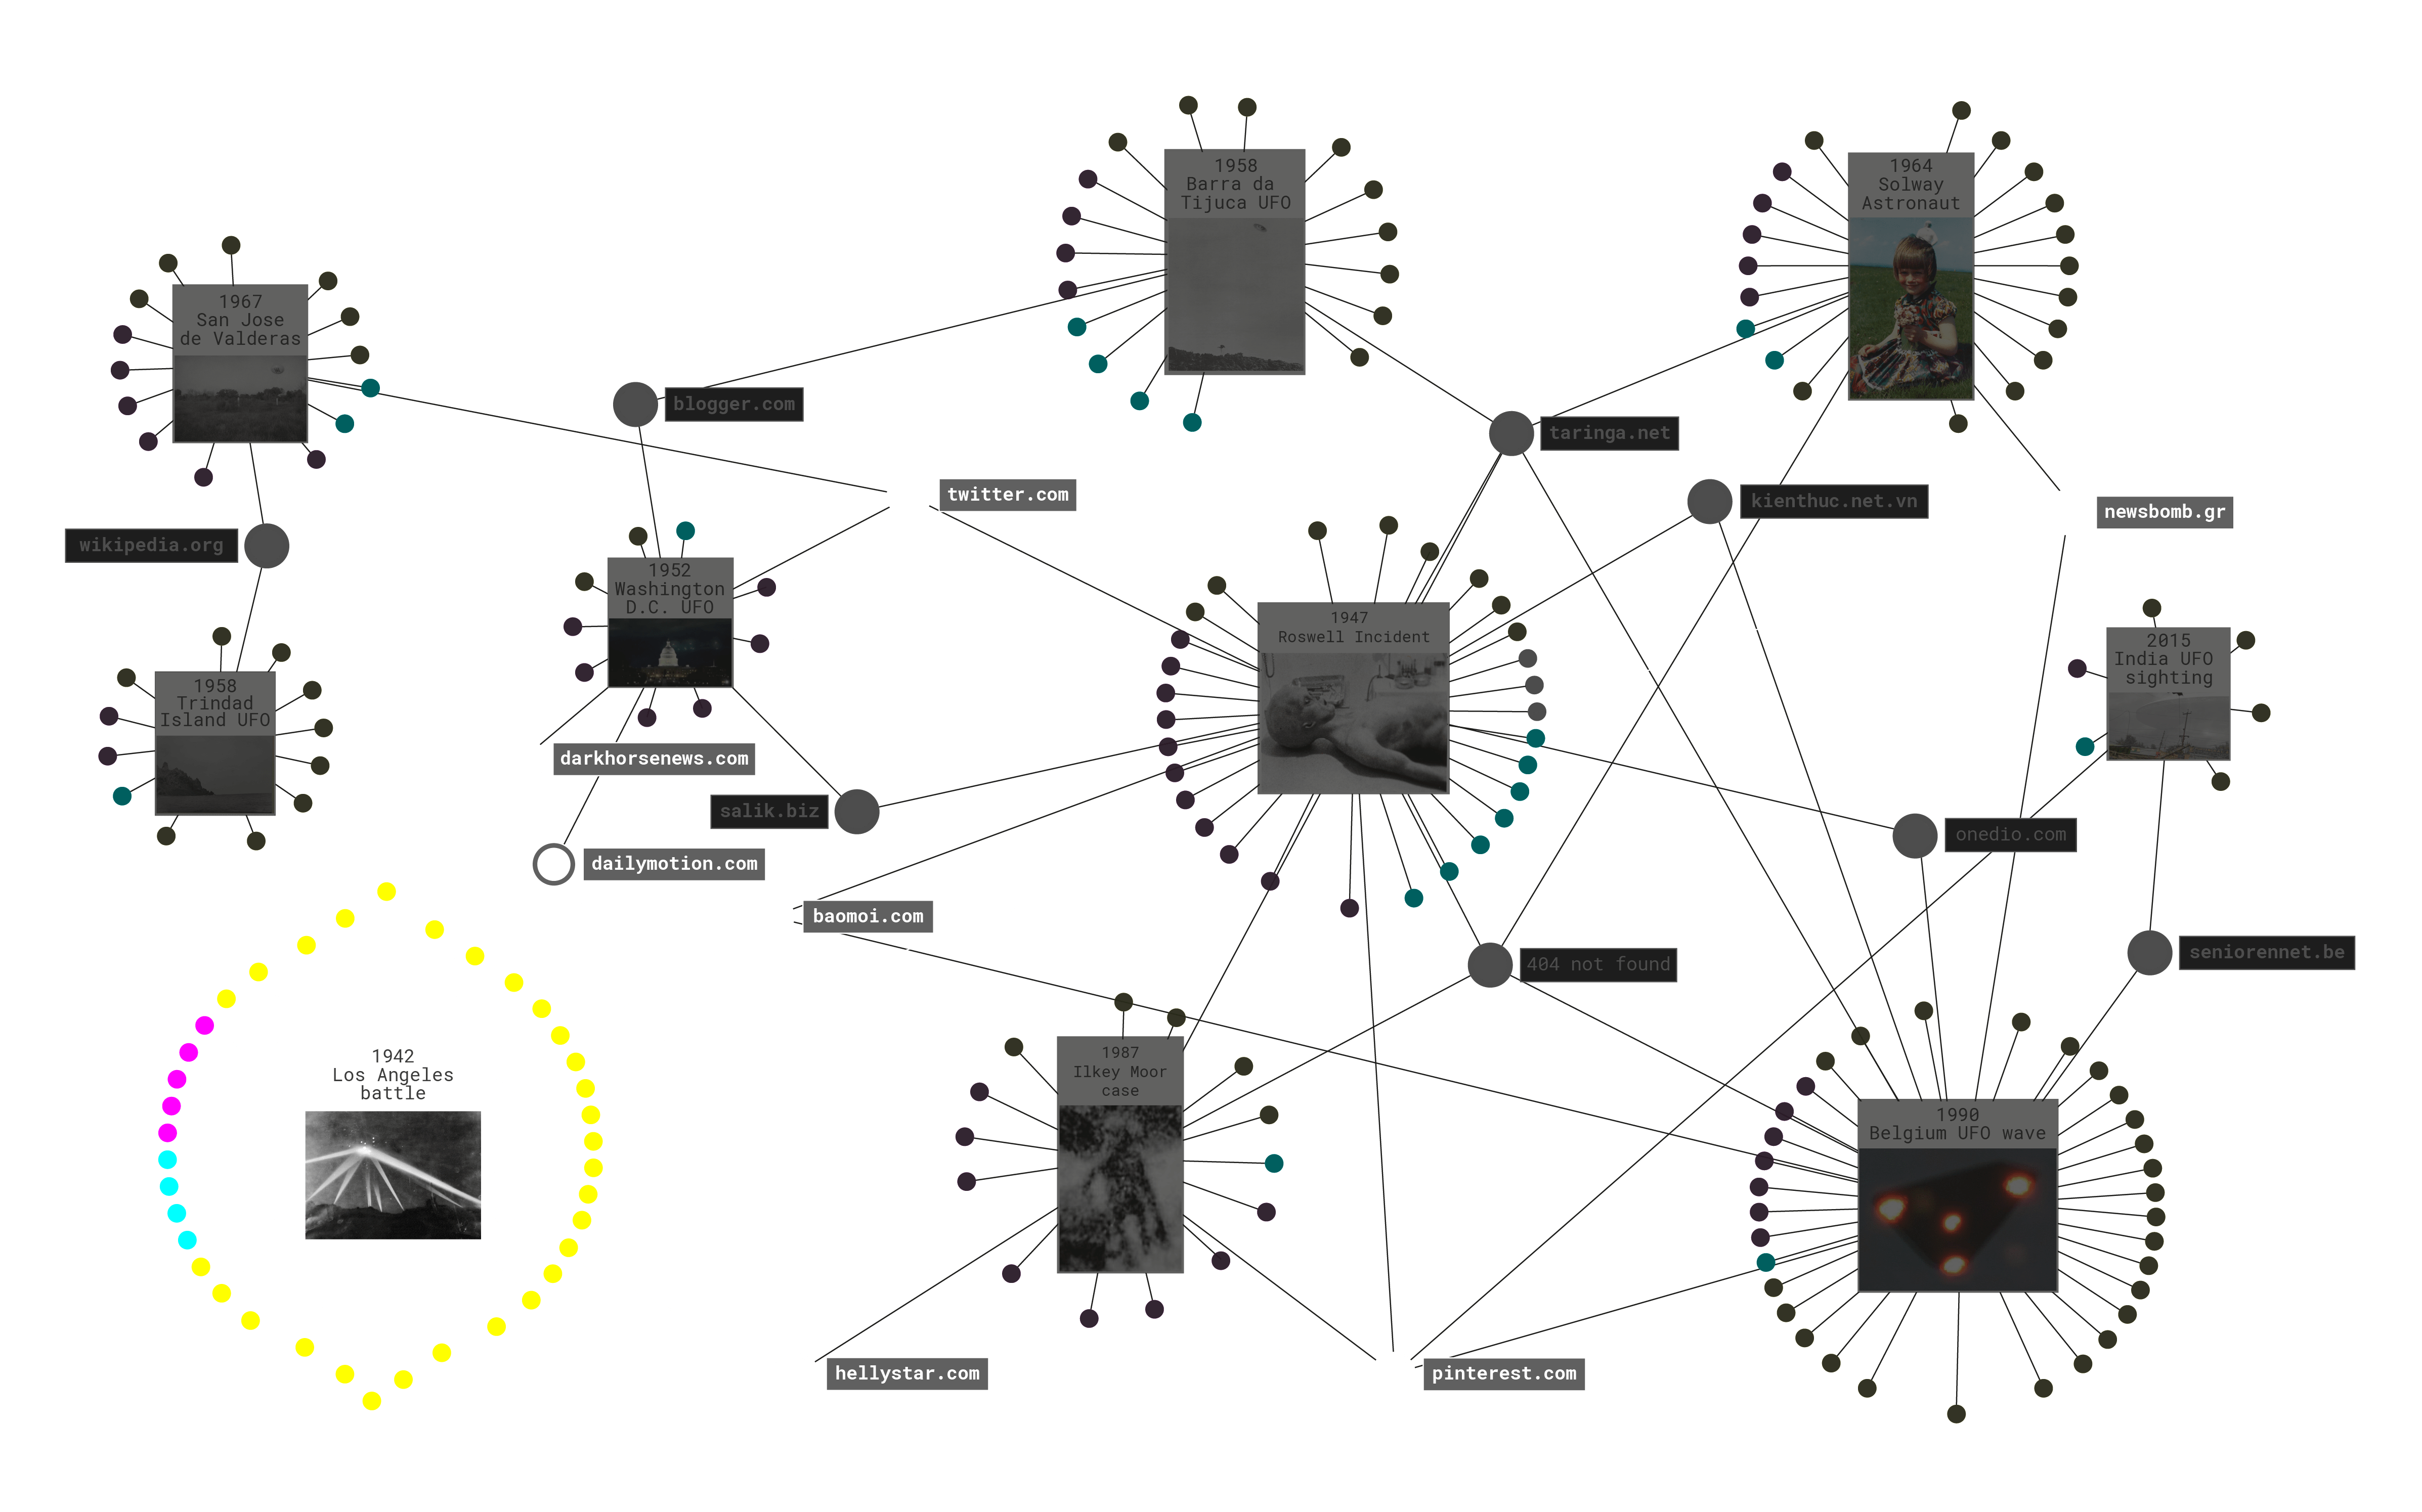 1958
Barra da
Tijuca UFO
1964
Solway
Astronaut
1967
San Jose
de Valderas
blogger.com
taringa.net
twitter.com
kienthuc.net.vn
newsbomb.gr
wikipedia.org
1952
Washington
D.C. UFO
1947
Roswell Incident
2015
India UFO
sighting
1958
Trindad
Island UFO
darkhorsenews.com
salik.biz
onedio.com
dailymotion.com
baomoi.com
404 not found
seniorennet.be
1942
Los Angeles
battle
1987
Ilkey Moor
case
1990
Belgium UFO wave
hellystar.com
pinterest.com